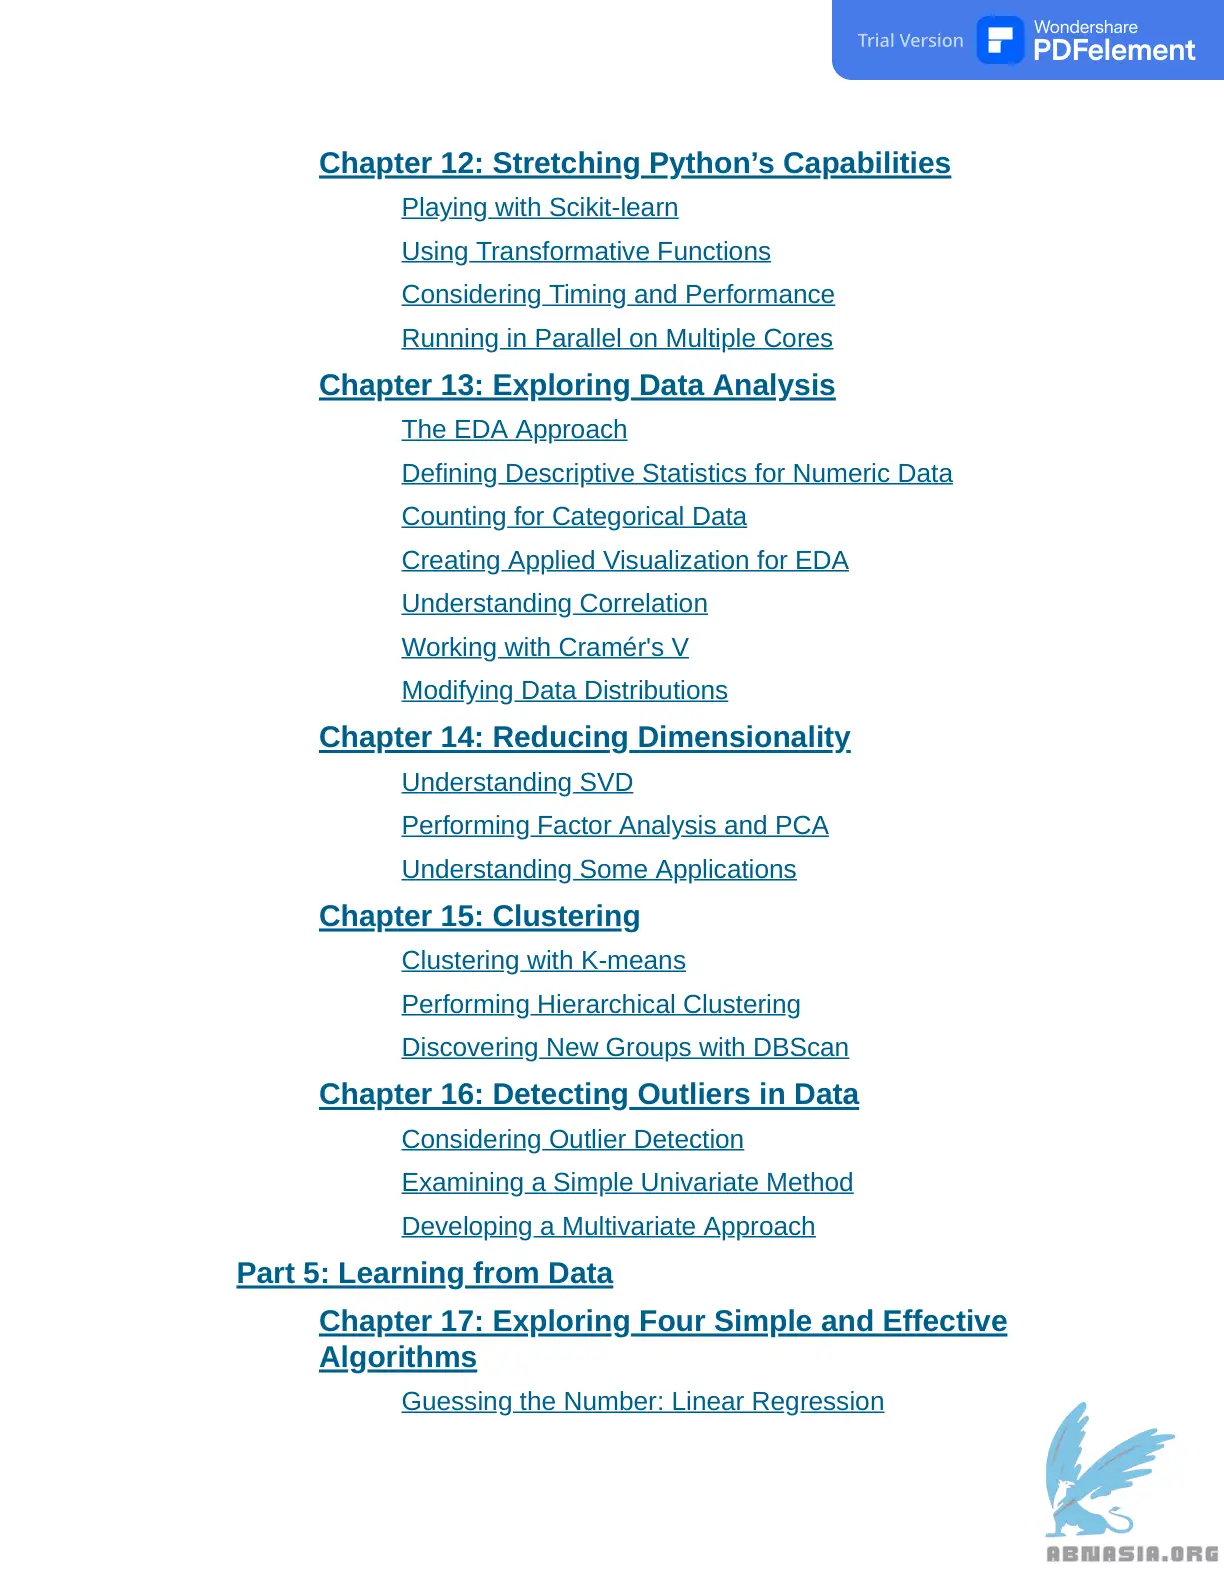 Trial Version
Wondershare
PDFelement
Chapter 12: Stretching Python’s Capabilities
Playing with Scikit-learn
Using Transformative Functions
Considering Timing and Performance
Running in Parallel on Multiple Cores
Chapter 13: Exploring Data Analysis
The EDA Approach
Defining Descriptive Statistics for Numeric Data
Counting for Categorical Data
Creating Applied Visualization for EDA
Understanding Correlation
Working with Cramér's V
Modifying Data Distributions
Chapter 14: Reducing Dimensionality
Understanding SVD
Performing Factor Analysis and PCA
Understanding Some Applications
Chapter 15: Clustering
Clustering with K-means
Performing Hierarchical Clustering
Discovering New Groups with DBScan
Chapter 16: Detecting Outliers in Data
Considering Outlier Detection
Examining a Simple Univariate Method
Developing a Multivariate Approach
Part 5: Learning from Data
Chapter 17: Exploring Four Simple and Effective
Algorithms
Guessing the Number: Linear Regression
ABNASIA.ORG